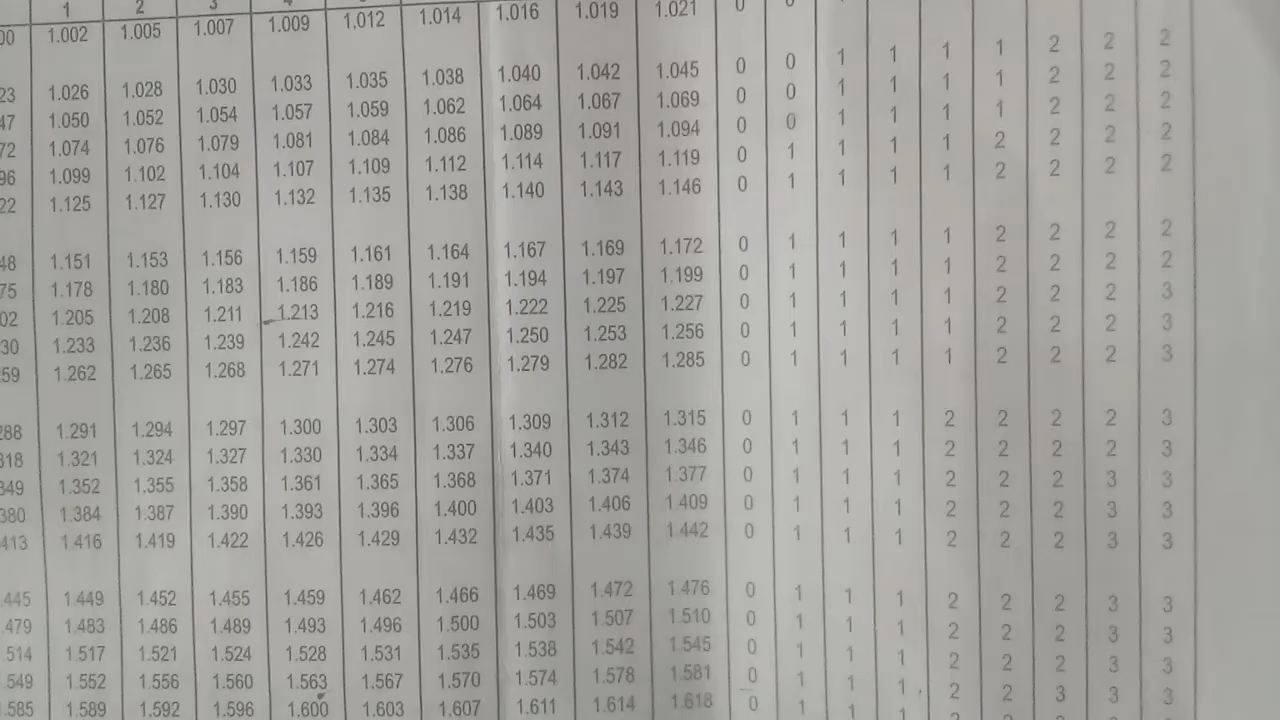 1 2 3
00 1.002 1.005 1.007 1.009 1.012 1.014 1.016 1.019 1.021 0 0 1 1 1 1 2 2 2
23 1.026 1.028 1.030 1.033 1.035 1.038 1.040 1.042 1.045 0 0 1 1 1 1 2 2 2
47 1.050 1.052 1.054 1.057 1.059 1.062 1.064 1.067 1.069 0 0 1 1 1 1 2 2 2
72 1.074 1.076 1.079 1.081 1.084 1.086 1.089 1.091 1.094 0 0 1 1 1 2 2 2 2
96 1.099 1.102 1.104 1.107 1.109 1.112 1.114 1.117 1.119 0 1 1 1 1 2 2 2 2
22 1.125 1.127 1.130 1.132 1.135 1.138 1.140 1.143 1.146 0 1 1 1 1 2 2 2 2
48 1.151 1.153 1.156 1.159 1.161 1.164 1.167 1.169 1.172 0 1 1 1 1 2 2 2 2
75 1.178 1.180 1.183 1.186 1.189 1.191 1.194 1.197 1.199 0 1 1 1 1 2 2 2 2
02 1.205 1.208 1.211 1.213 1.216 1.219 1.222 1.225 1.227 0 1 1 1 1 2 2 2 3
30 1.233 1.236 1.239 1.242 1.245 1.247 1.250 1.253 1.256 0 1 1 1 1 2 2 2 3
59 1.262 1.265 1.268 1.271 1.274 1.276 1.279 1.282 1.285 0 1 1 1 1 2 2 2 3
288 1.291 1.294 1.297 1.300 1.303 1.306 1.309 1.312 1.315 0 1 1 1 2 2 2 2 3
318 1.321 1.324 1.327 1.330 1.334 1.337 1.340 1.343 1.346 0 1 1 1 2 2 2 2 3
349 1.352 1.355 1.358 1.361 1.365 1.368 1.371 1.374 1.377 0 1 1 1 2 2 2 3 3
380 1.384 1.387 1.390 1.393 1.396 1.400 1.403 1.406 1.409 0 1 1 1 2 2 2 3 3
413 1.416 1.419 1.422 1.426 1.429 1.432 1.435 1.439 1.442 0 1 1 1 2 2 2 3 3
.445 1.449 1.452 1.455 1.459 1.462 1.466 1.469 1.472 1.476 0 1 1 1 2 2 2 3 3
.479 1.483 1.486 1.489 1.493 1.496 1.500 1.503 1.507 1.510 0 1 1 1 2 2 2 3 3
.514 1.517 1.521 1.524 1.528 1.531 1.535 1.538 1.542 1.545 0 1 1 1 2 2 2 3 3
.549 1.552 1.556 1.560 1.563 1.567 1.570 1.574 1.578 1.581 0 1 1 1 2 2 3 3 3
.585 1.589 1.592 1.596 1.600 1.603 1.607 1.611 1.614 1.618 0 1 1